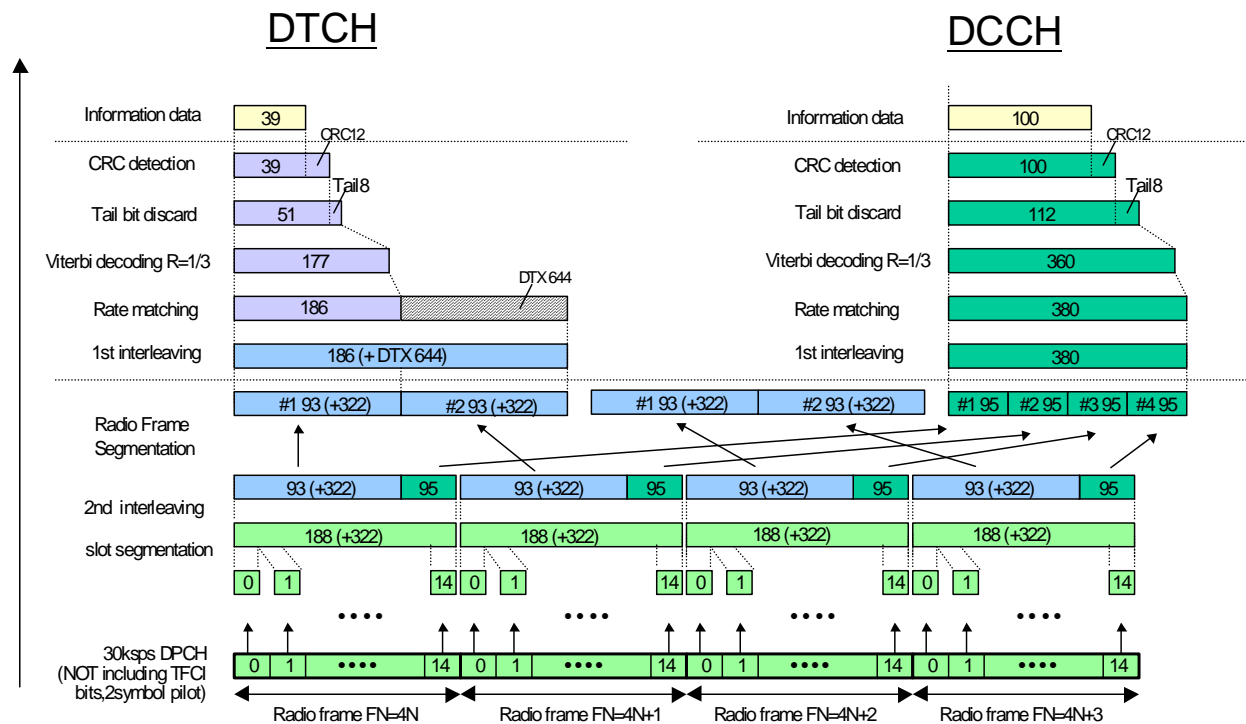 DTCH
DCCH
Information data
39
Information data
100
CRC12
CRC12
CRC detection
39
CRC detection
100
Tail8
Tail8
Tail bit discard
51
Tail bit discard
112
Viterbi decoding R=1/3
177
Viterbi decoding R=1/3
360
DTX 644
Rate matching
186
Rate matching
380
1st interleaving
186 (+ DTX 644)
1st interleaving
380
#1 93 (+322)
#2 93 (+322)
#1 93 (+322)
#2 93 (+322)
#1 95
#2 95
#3 95
#4 95
Radio Frame
Segmentation
93 (+322)
95
93 (+322)
95
93 (+322)
95
93 (+322)
95
2nd interleaving
188 (+322)
188 (+322)
188 (+322)
188 (+322)
slot segmentation
0
1
14
0
1
14
0
1
14
0
1
14
30ksps DPCH
(NOT including TFCI
bits,2symbol pilot)
0
1
14
0
1
14
0
1
14
0
1
14
Radio frame FN=4N
Radio frame FN=4N+1
Radio frame FN=4N+2
Radio frame FN=4N+3